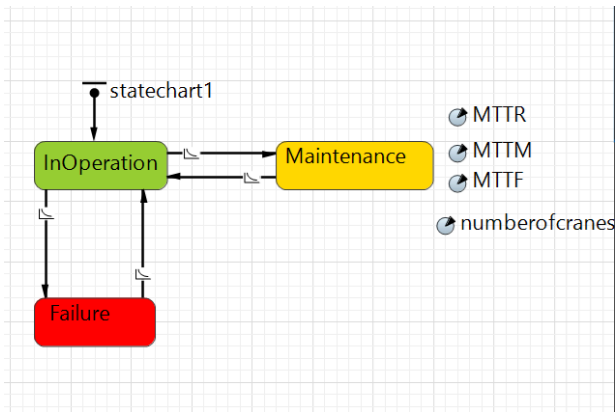 statechart1
InOperation
Maintenance
Failure
MTTR
MTTM
MTTF
numberofcranes